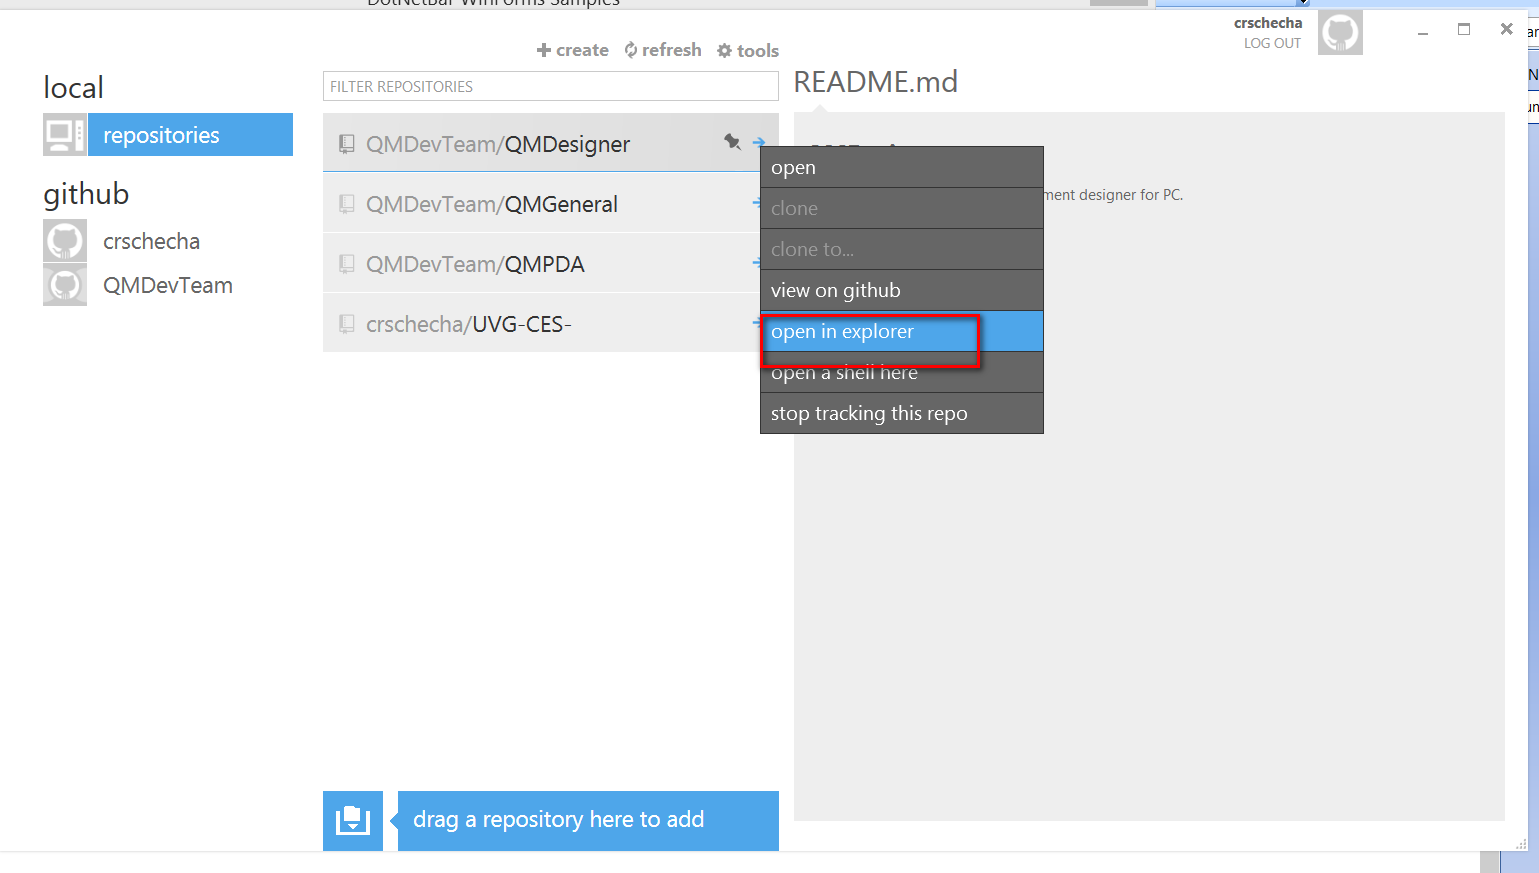 DotNetBar WinForms Samples
crschecha
LOG OUT
create
refresh
tools
local
repositories
github
crschecha
QMDevTeam
FILTER REPOSITORIES
QMDevTeam/QMDesigner
QMDevTeam/QMGeneral
QMDevTeam/QMPDA
crschecha/UVG-CES-
drag a repository here to add
README.md
ment designer for PC.
open
clone
clone to...
view on github
open in explorer
open a shell here
stop tracking this repo